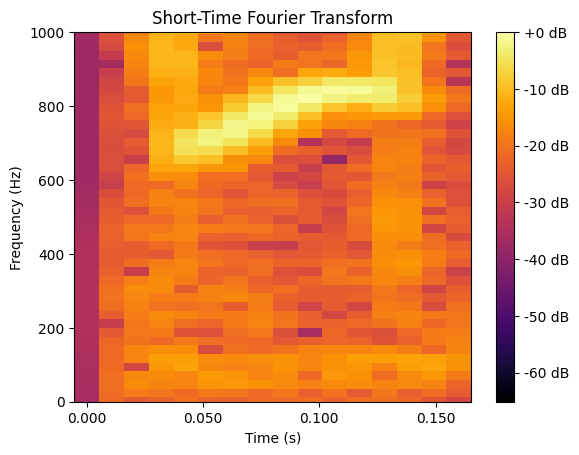 Short-Time Fourier Transform
Frequency (Hz)
1000
800
600
400
200
0
0.000
0.050
0.100
0.150
Time (s)
+0 dB
-10 dB
-20 dB
-30 dB
-40 dB
-50 dB
-60 dB